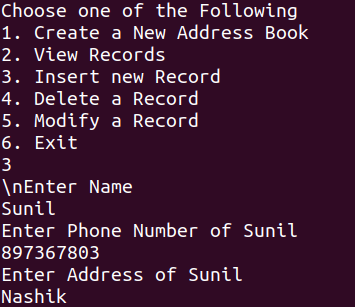 Choose one of the Following
1. Create a New Address Book
2. View Records
3. Insert new Record
4. Delete a Record
5. Modify a Record
6. Exit
3
\nEnter Name
Sunil
Enter Phone Number of Sunil
897367803
Enter Address of Sunil
Nashik